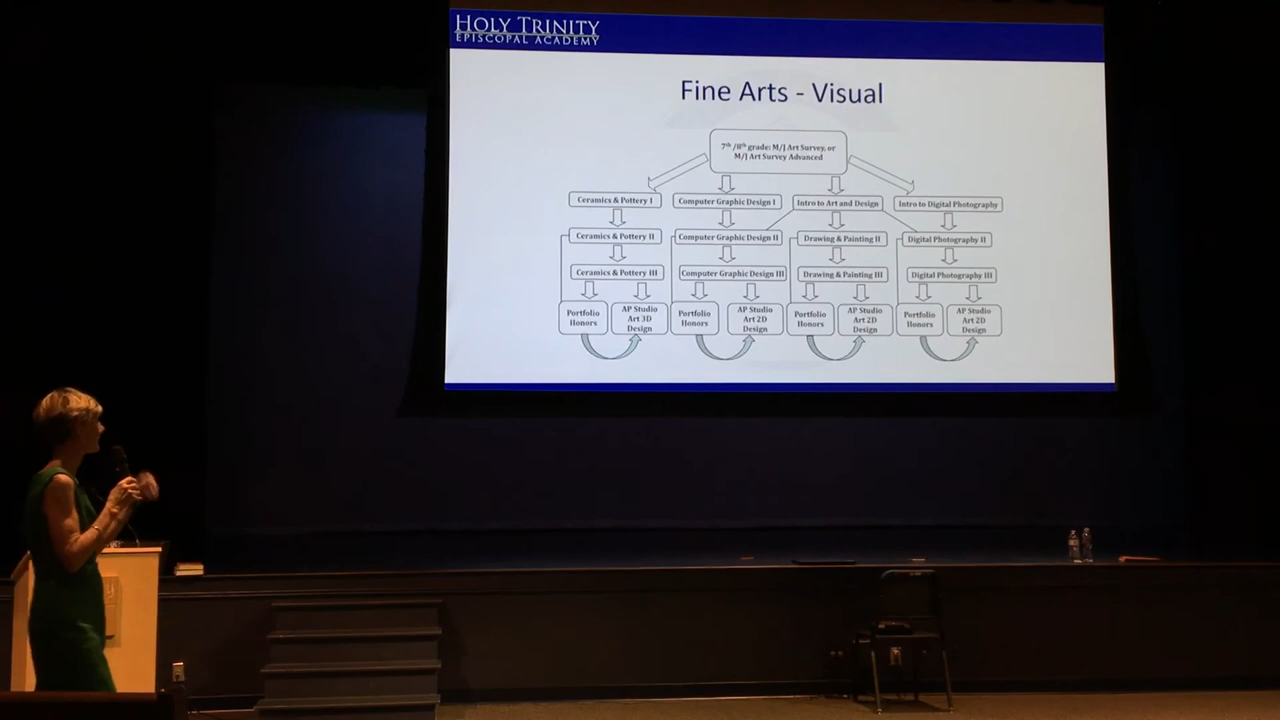 HOLY TRINITY
EPISCOPAL ACADEMY
Fine Arts - Visual
7th /8th grade: M/J Art Survey, or
M/J Art Survey Advanced
Ceramics & Pottery I
Computer Graphic Design I
Intro to Art and Design
Intro to Digital Photography
Ceramics & Pottery II
Computer Graphic Design II
Drawing & Painting II
Digital Photography II
Ceramics & Pottery III
Computer Graphic Design III
Drawing & Painting III
Digital Photography III
Portfolio
Honors
AP Studio
Art 3D
Design
Portfolio
Honors
AP Studio
Art 2D
Design
Portfolio
Honors
AP Studio
Art 2D
Design
Portfolio
Honors
AP Studio
Art 2D
Design